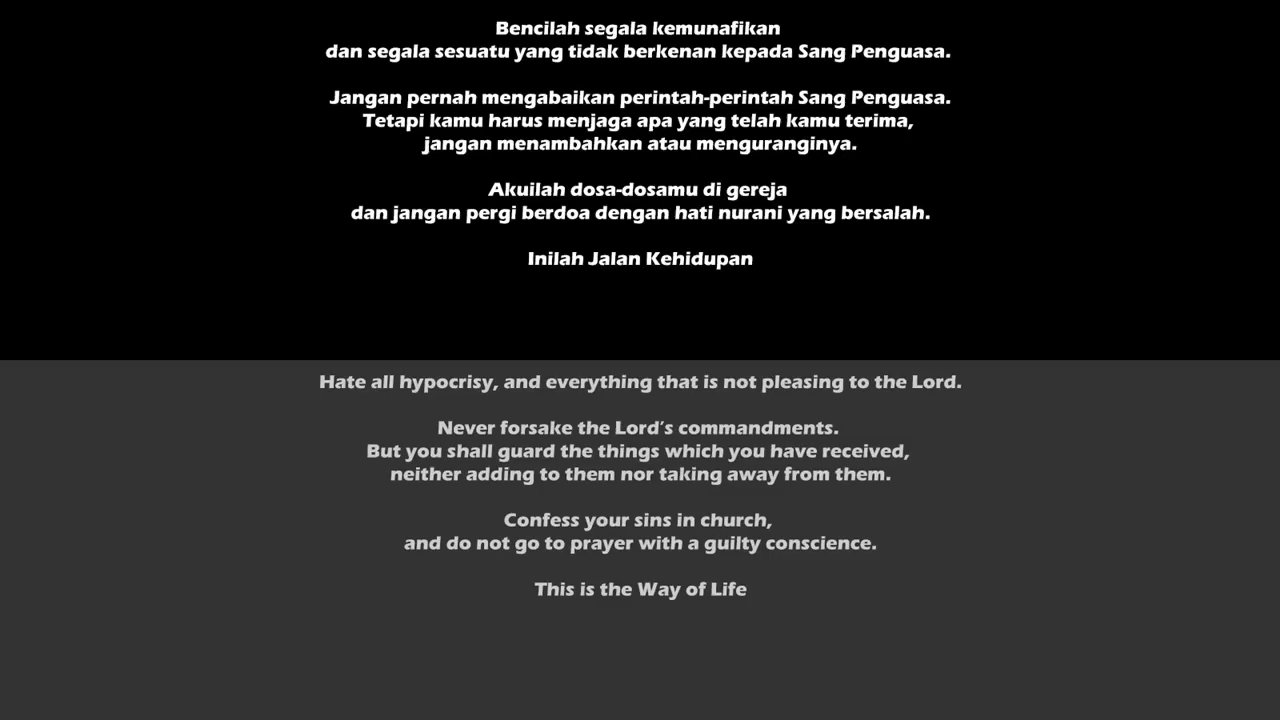 Bencilah segala kemunafikan
dan segala sesuatu yang tidak berkenan kepada Sang Penguasa.
Jangan pernah mengabaikan perintah-perintah Sang Penguasa.
Tetapi kamu harus menjaga apa yang telah kamu terima,
jangan menambahkan atau menguranginya.
Akuilah dosa-dosamu di gereja
dan jangan pergi berdoa dengan hati nurani yang bersalah.
Inilah Jalan Kehidupan
Hate all hypocrisy, and everything that is not pleasing to the Lord.
Never forsake the Lord's commandments.
But you shall guard the things which you have received,
neither adding to them nor taking away from them.
Confess your sins in church,
and do not go to prayer with a guilty conscience.
This is the Way of Life